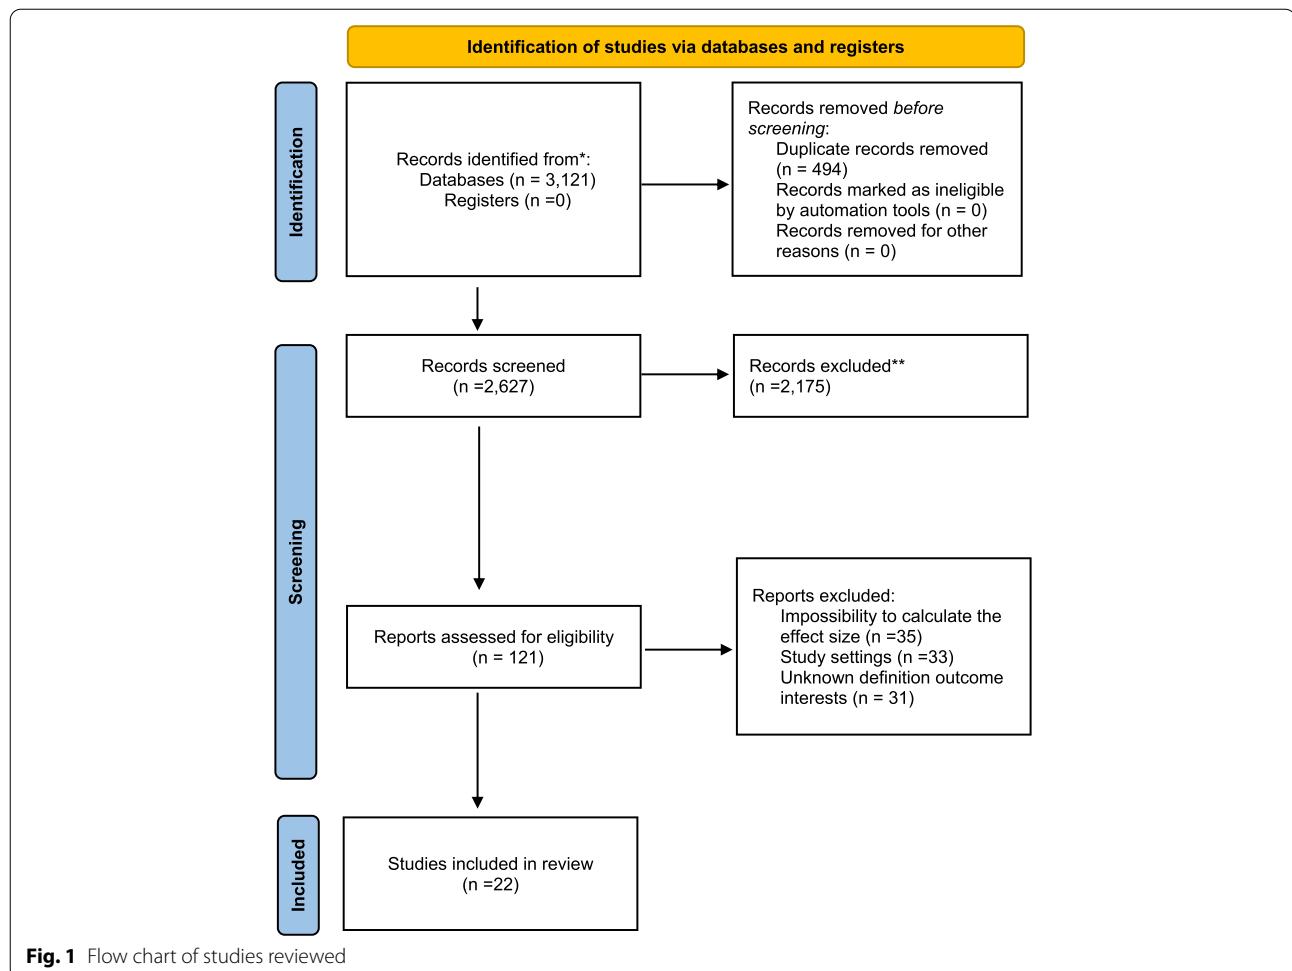 Identification of studies via databases and registers
Identification
Records identified from*:
Databases (n = 3,121)
Registers (n =0)
Records removed before
screening:
Duplicate records removed
(n = 494)
Records marked as ineligible
by automation tools (n = 0)
Records removed for other
reasons (n = 0)
Screening
Records screened
(n =2,627)
Records excluded**
(n =2,175)
Reports assessed for eligibility
(n = 121)
Reports excluded:
Impossibility to calculate the
effect size (n =35)
Study settings (n =33)
Unknown definition outcome
interests (n = 31)
Included
Studies included in review
(n =22)
Fig. 1 Flow chart of studies reviewed